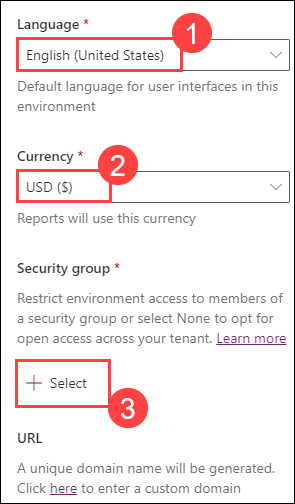 Language *
1
English (United States)
Default language for user interfaces in this
environment
Currency *
2
USD ($)
Reports will use this currency
Security group *
Restrict environment access to members of
a security group or select None to opt for
open access across your tenant. Learn more
+ Select
3
URL
A unique domain name will be generated.
Click here to enter a custom domain